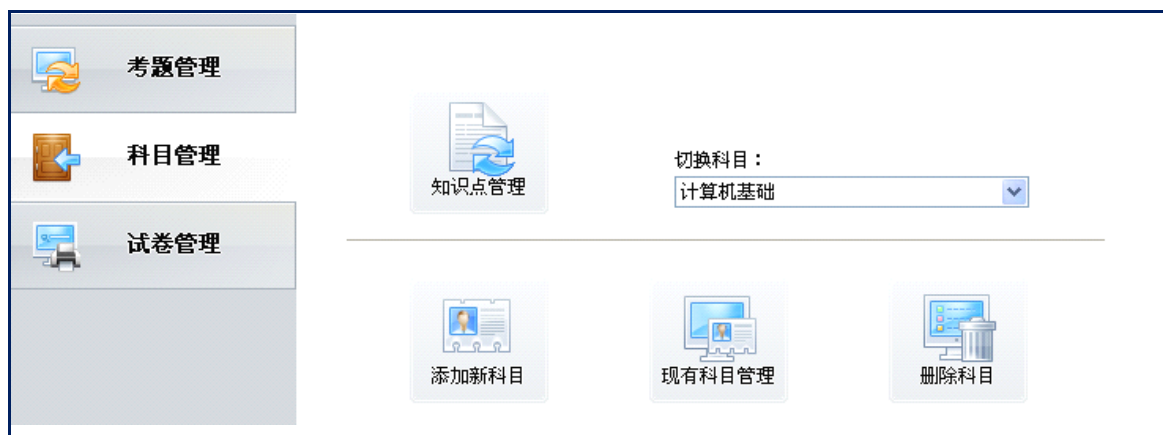 考题管理
科目管理
试卷管理
知识点管理
切换科目：
计算机基础
添加新科目
现有科目管理
删除科目